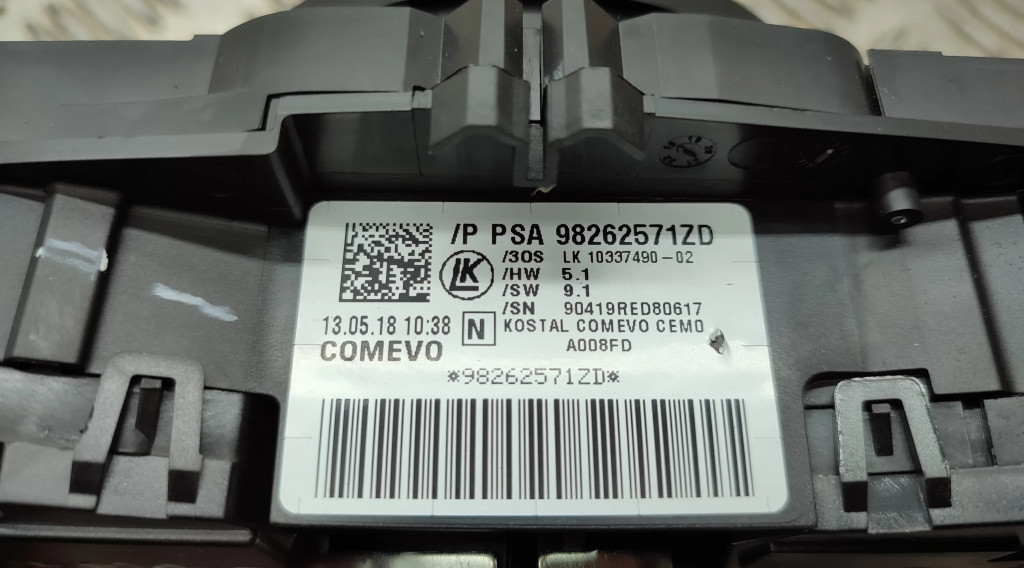 /P PSA 98262571ZD
/3OS LK 10337490-02
LK
/HW 5.1
/SW 9.1
/SN 90419RED80617
13.05.18 10:38 N KOSTAL COMEVO CEMO
COMEVO A008FD
*98262571ZD*